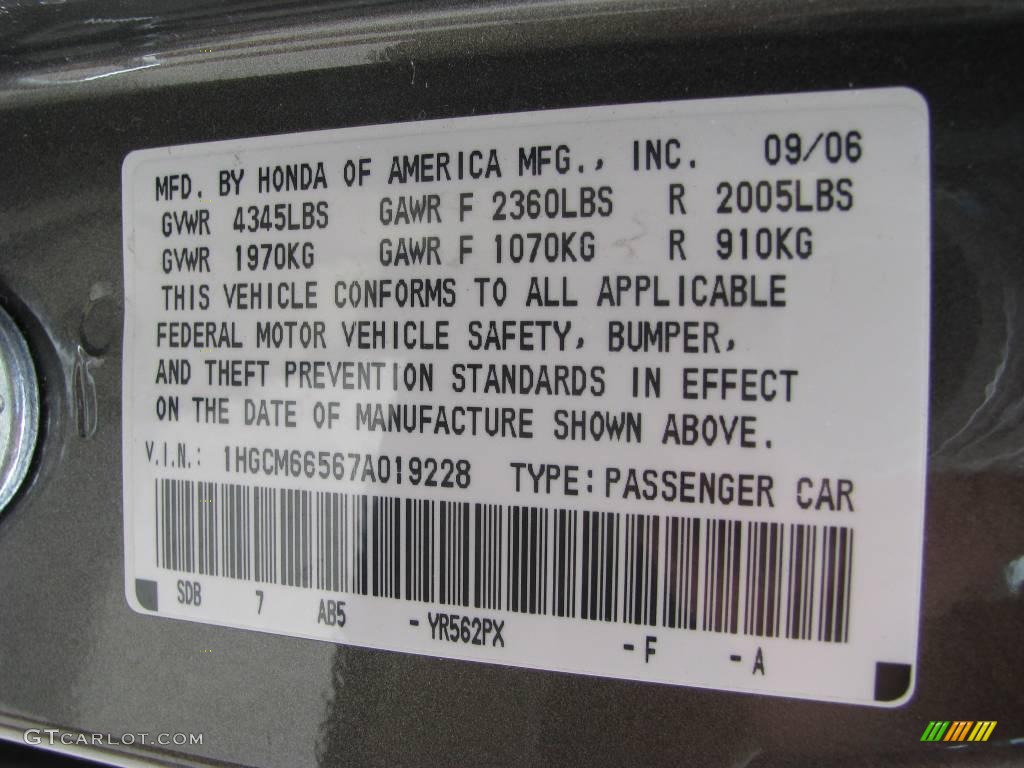 MFD. BY HONDA OF AMERICA MFG., INC. 09/06
GVWR 4345LBS GAWR F 2360LBS R 2005LBS
GVWR 1970KG GAWR F 1070KG R 910KG
THIS VEHICLE CONFORMS TO ALL APPLICABLE
FEDERAL MOTOR VEHICLE SAFETY, BUMPER,
AND THEFT PREVENTION STANDARDS IN EFFECT
ON THE DATE OF MANUFACTURE SHOWN ABOVE.
V.I.N.: 1HGCM66567A019228 TYPE: PASSENGER CAR
SDB 7 AB5 -YR562PX -F -A
GTCARLOT.COM